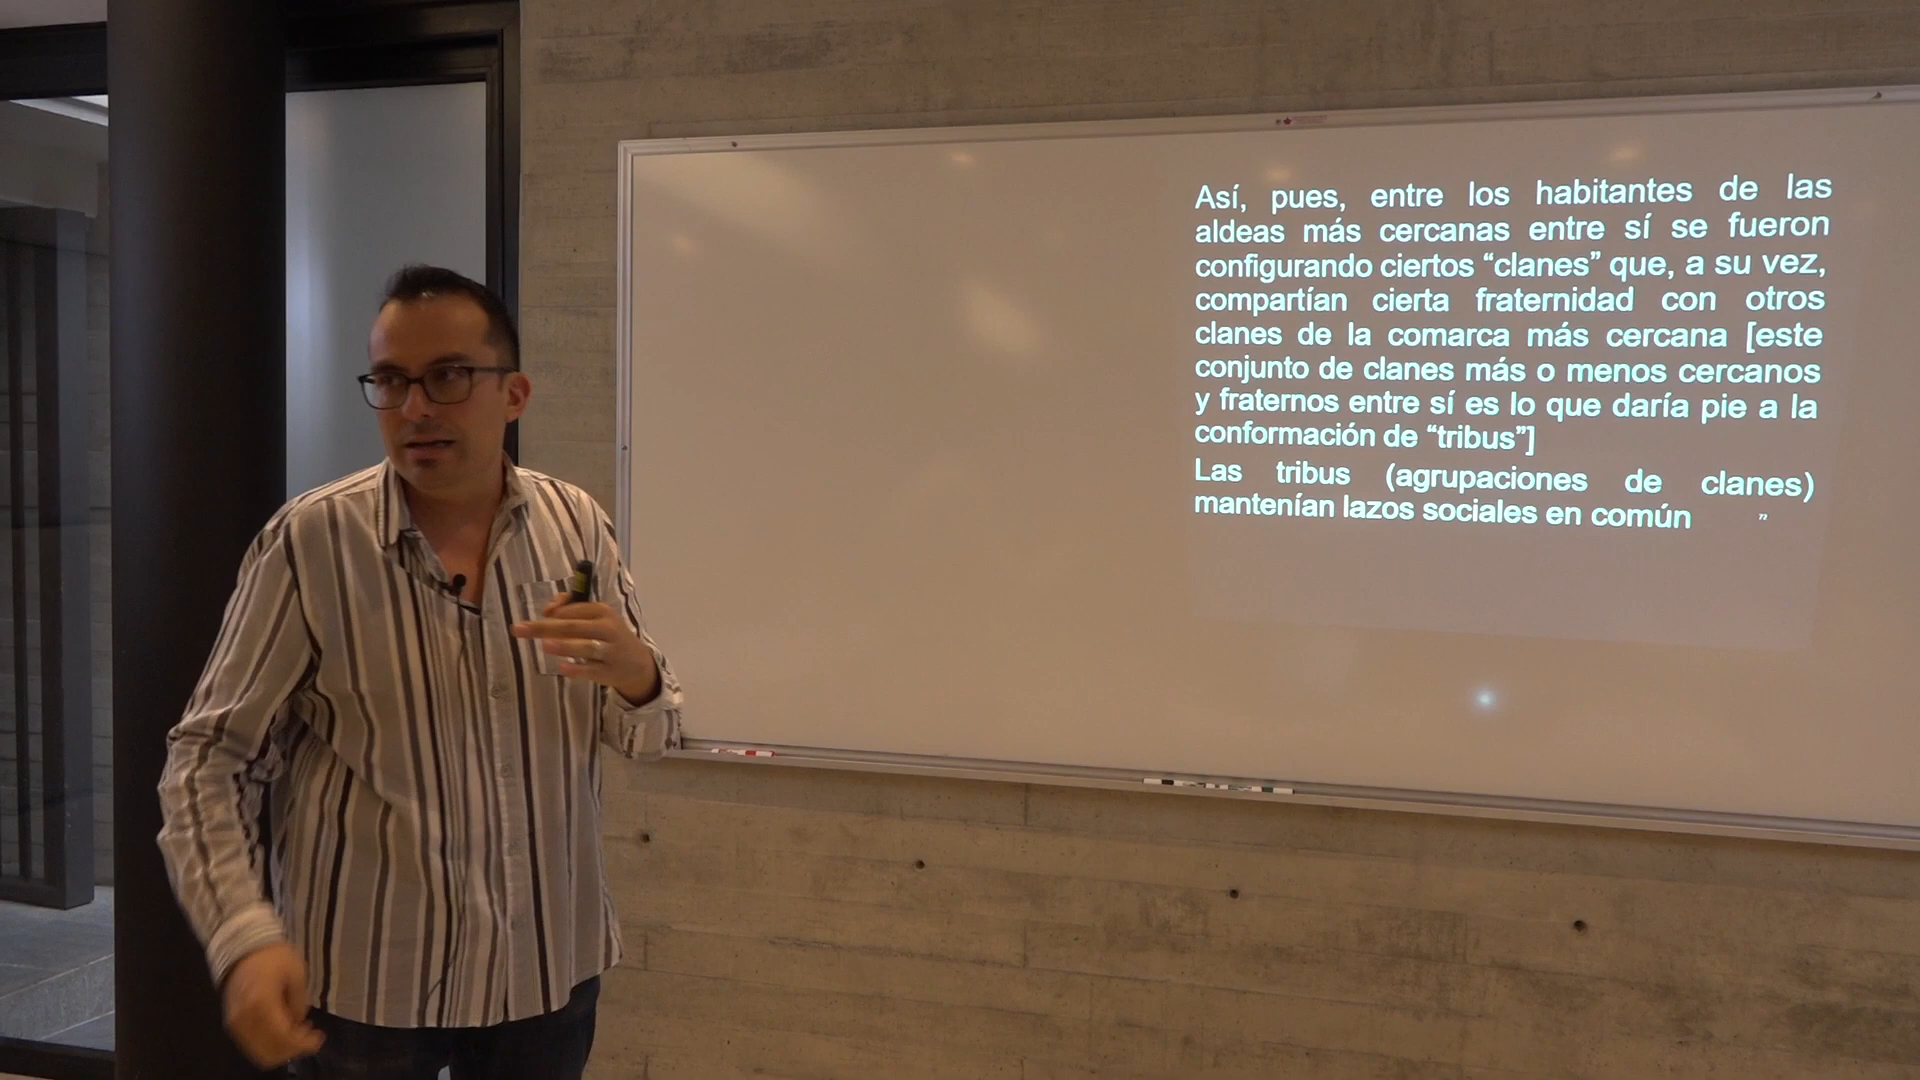 Así, pues, entre los habitantes de las
aldeas más cercanas entre sí se fueron
configurando ciertos “clanes” que, a su vez,
compartían cierta fraternidad con otros
clanes de la comarca más cercana [este
conjunto de clanes más o menos cercanos
y fraternos entre sí es lo que daría pie a la
conformación de “tribus”]
Las tribus (agrupaciones de clanes)
mantenían lazos sociales en común ”